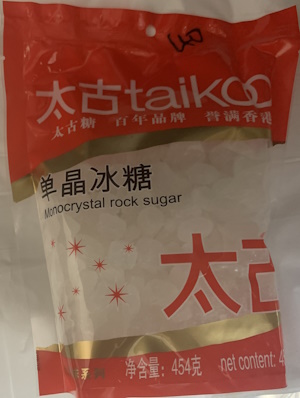 太古taikoo
太古糖 百年品牌 誉满香港
单晶冰糖
Monocrystal rock sugar
太古
净含量: 454克 net content: 4